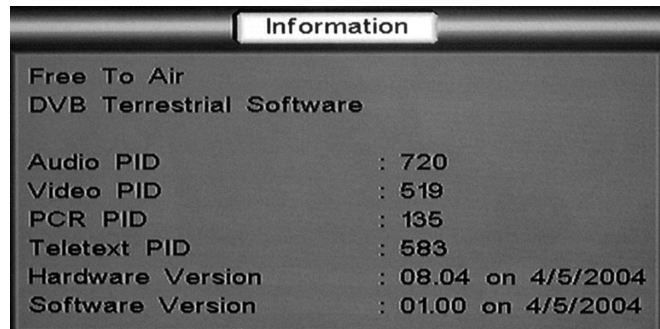 Information
Free To Air
DVB Terrestrial Software
Audio PID : 720
Video PID : 519
PCR PID : 135
Teletext PID : 583
Hardware Version : 08.04 on 4/5/2004
Software Version : 01.00 on 4/5/2004